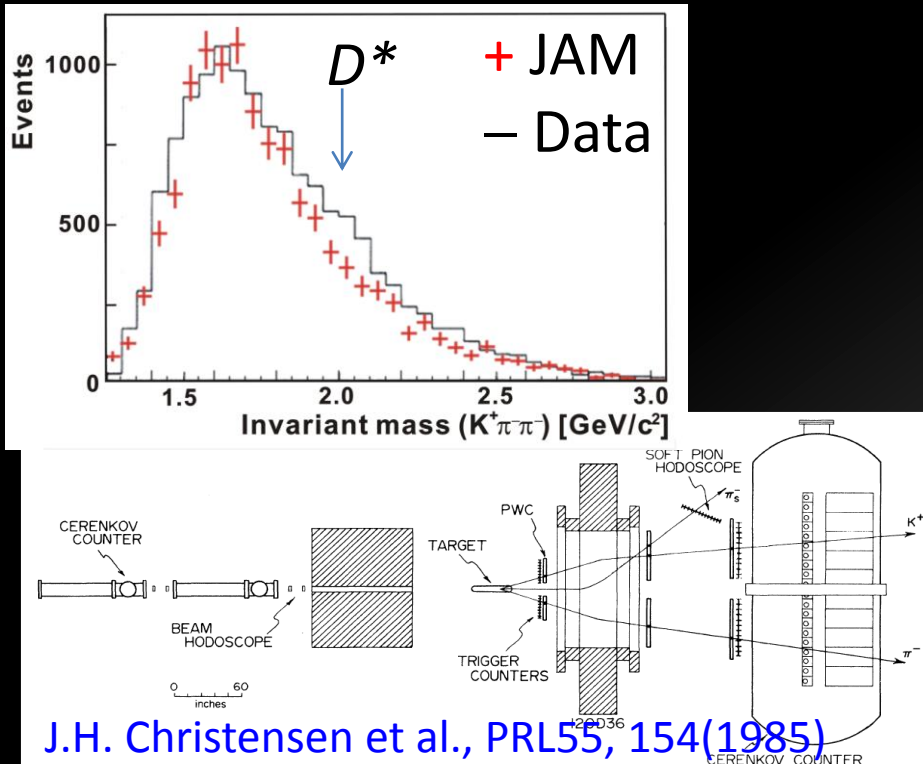 Events
1000
500
0
1.5
2.0
2.5
3.0
D*
+ JAM
– Data
Invariant mass (K⁺π⁻π⁻) [GeV/c²]
CERENKOV
COUNTER
BEAM
HODOSCOPE
0 60
inches
TARGET
PWC
TRIGGER
COUNTERS
SOFT PION
HODOSCOPE
πₛ⁻
K⁺
π⁻
120D36
J.H. Christensen et al., PRL55, 154(1985)
CERENKOV COUNTER